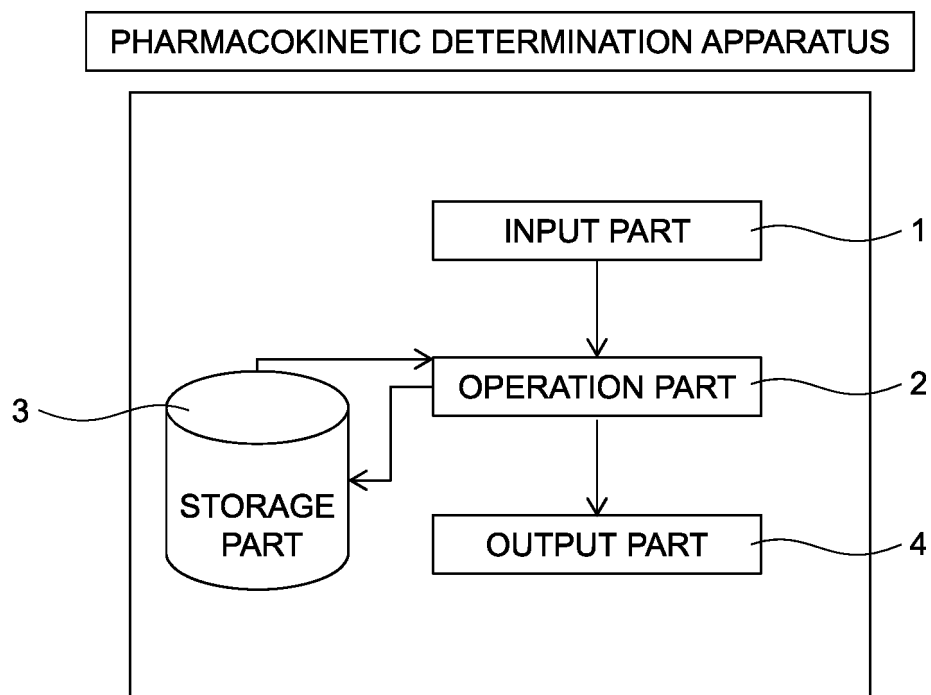 PHARMACOKINETIC DETERMINATION APPARATUS
INPUT PART
1
OPERATION PART
2
3
STORAGE
PART
OUTPUT PART
4